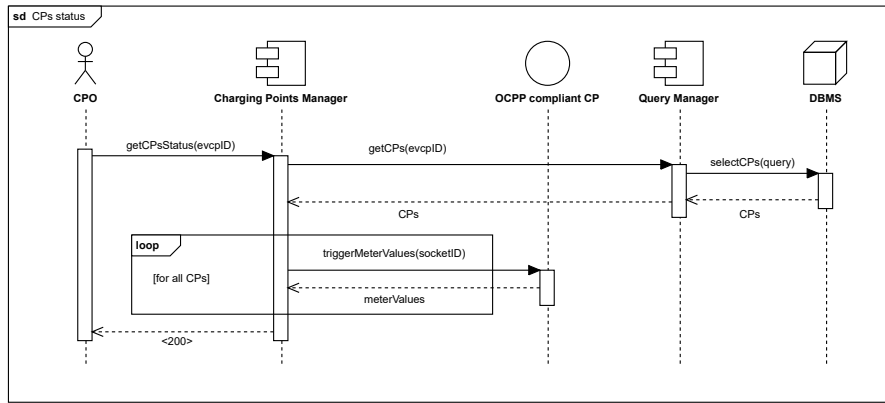 sd CPs status
CPO
Charging Points Manager
OCPP compliant CP
Query Manager
DBMS
getCPsStatus(evcpID)
getCPs(evcpID)
selectCPs(query)
CPs
CPs
loop
triggerMeterValues(socketID)
[for all CPs]
meterValues
<200>